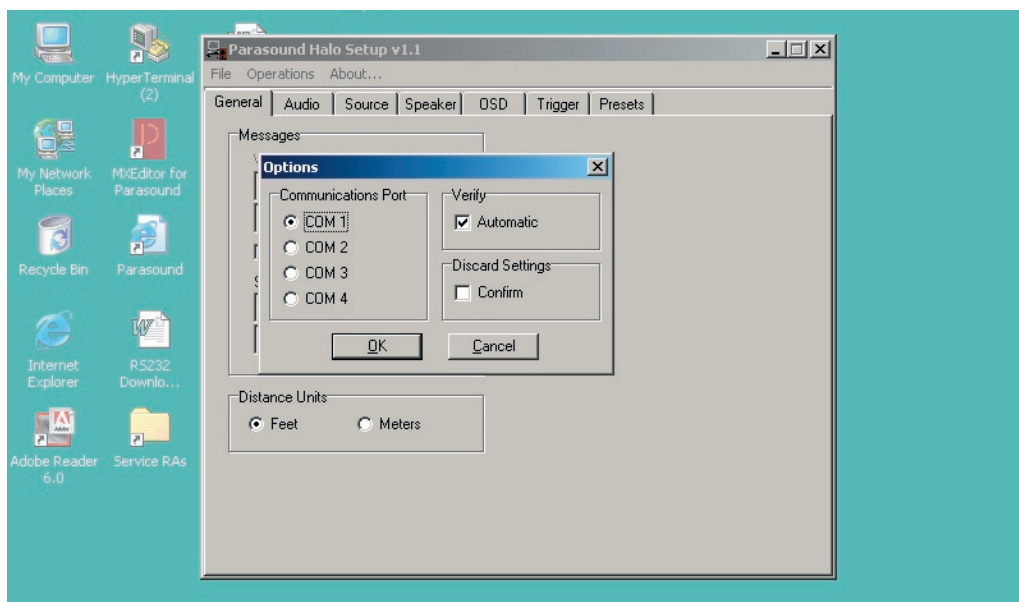 My Computer
HyperTerminal
(2)
My Network
Places
MXEditor for
Parasound
Recycle Bin
Parasound
Internet
Explorer
RS232
Downlo...
Adobe Reader
6.0
Service RAs
Parasound Halo Setup v1.1
File Operations About...
General Audio Source Speaker OSD Trigger Presets
Messages
Options
Communications Port
COM 1
COM 2
COM 3
COM 4
Verify
Automatic
Discard Settings
Confirm
OK Cancel
Distance Units
Feet Meters